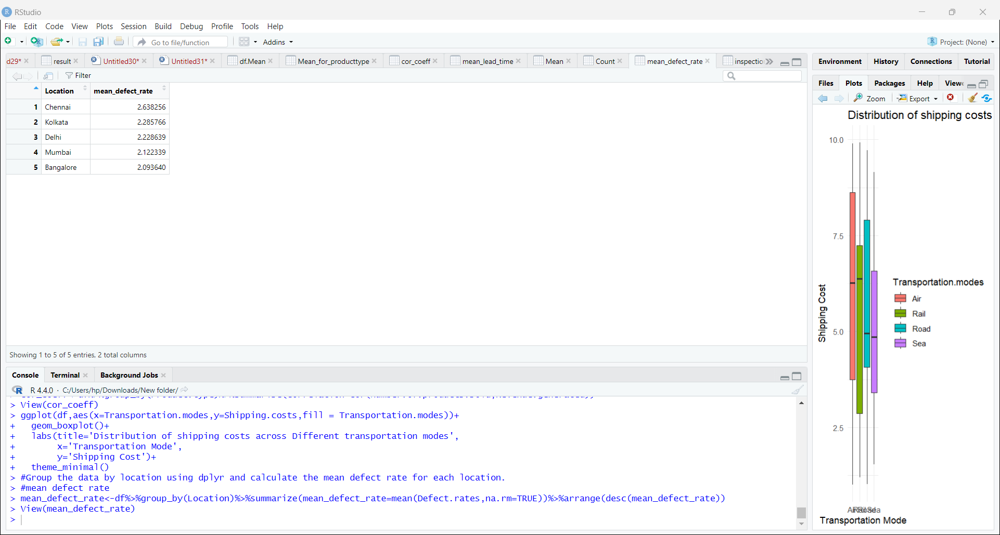 RStudio
File Edit Code View Plots Session Build Debug Profile Tools Help
Go to file/function Addins Project: (None)
d29* result Untitled30* Untitled31* df.Mean Mean_for_producttype cor_coeff mean_lead_time Mean Count mean_defect_rate inspectio
Filter
Location mean_defect_rate
1 Chennai 2.638256
2 Kolkata 2.285766
3 Delhi 2.228639
4 Mumbai 2.122339
5 Bangalore 2.093640
Showing 1 to 5 of 5 entries, 2 total columns
Console Terminal Background Jobs
R 4.4.0 · C:/Users/hp/Downloads/New folder/
> View(cor_coeff)
> ggplot(df,aes(x=Transportation.modes,y=Shipping.costs,fill = Transportation.modes))+
+   geom_boxplot()+
+   labs(title='Distribution of shipping costs across Different transportation modes',
+        x='Transportation Mode',
+        y='Shipping Cost')+
+   theme_minimal()
> #Group the data by location using dplyr and calculate the mean defect rate for each location.
> #mean defect rate
> mean_defect_rate<-df%>%group_by(Location)%>%summarize(mean_defect_rate=mean(Defect.rates,na.rm=TRUE))%>%arrange(desc(mean_defect_rate))
> View(mean_defect_rate)
>
Environment History Connections Tutorial
Files Plots Packages Help View
Zoom Export
Distribution of shipping costs
10.0
7.5
5.0
2.5
Shipping Cost
Transportation.modes
Air
Rail
Road
Sea
Air Rail Road Sea
Transportation Mode